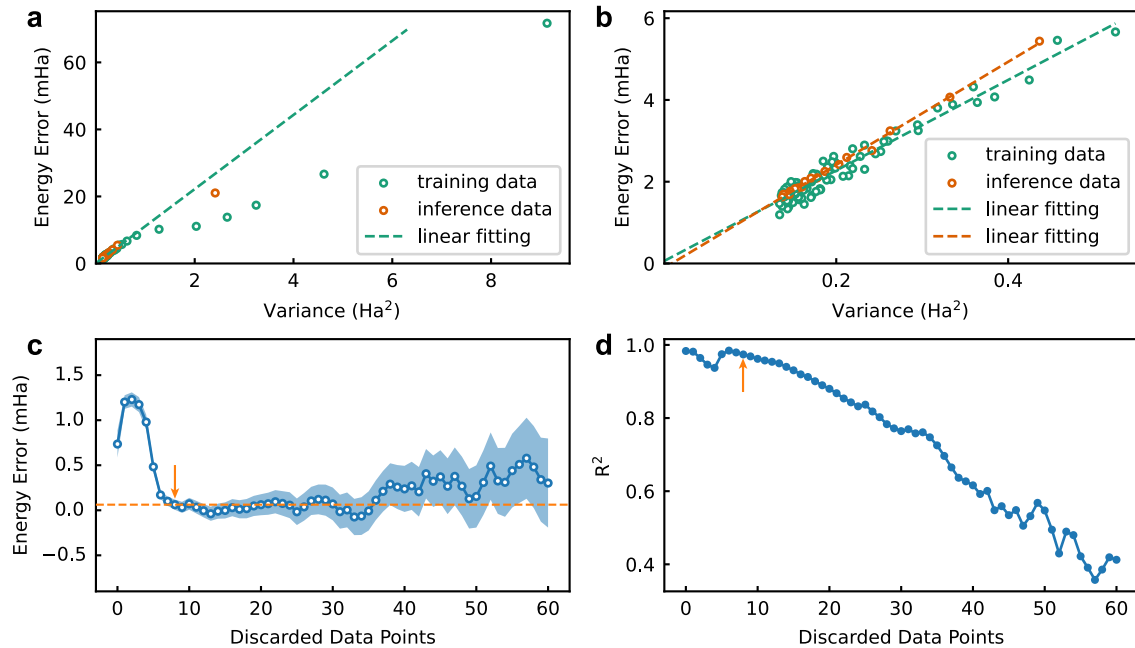 a
Energy Error (mHa)
60
40
20
0
2
4
6
8
Variance (Ha²)
training data
inference data
linear fitting
b
Energy Error (mHa)
6
4
2
0
0.2
0.4
Variance (Ha²)
training data
inference data
linear fitting
linear fitting
c
Energy Error (mHa)
1.5
1.0
0.5
0.0
−0.5
0
10
20
30
40
50
60
Discarded Data Points
d
R²
1.0
0.8
0.6
0.4
0
10
20
30
40
50
60
Discarded Data Points